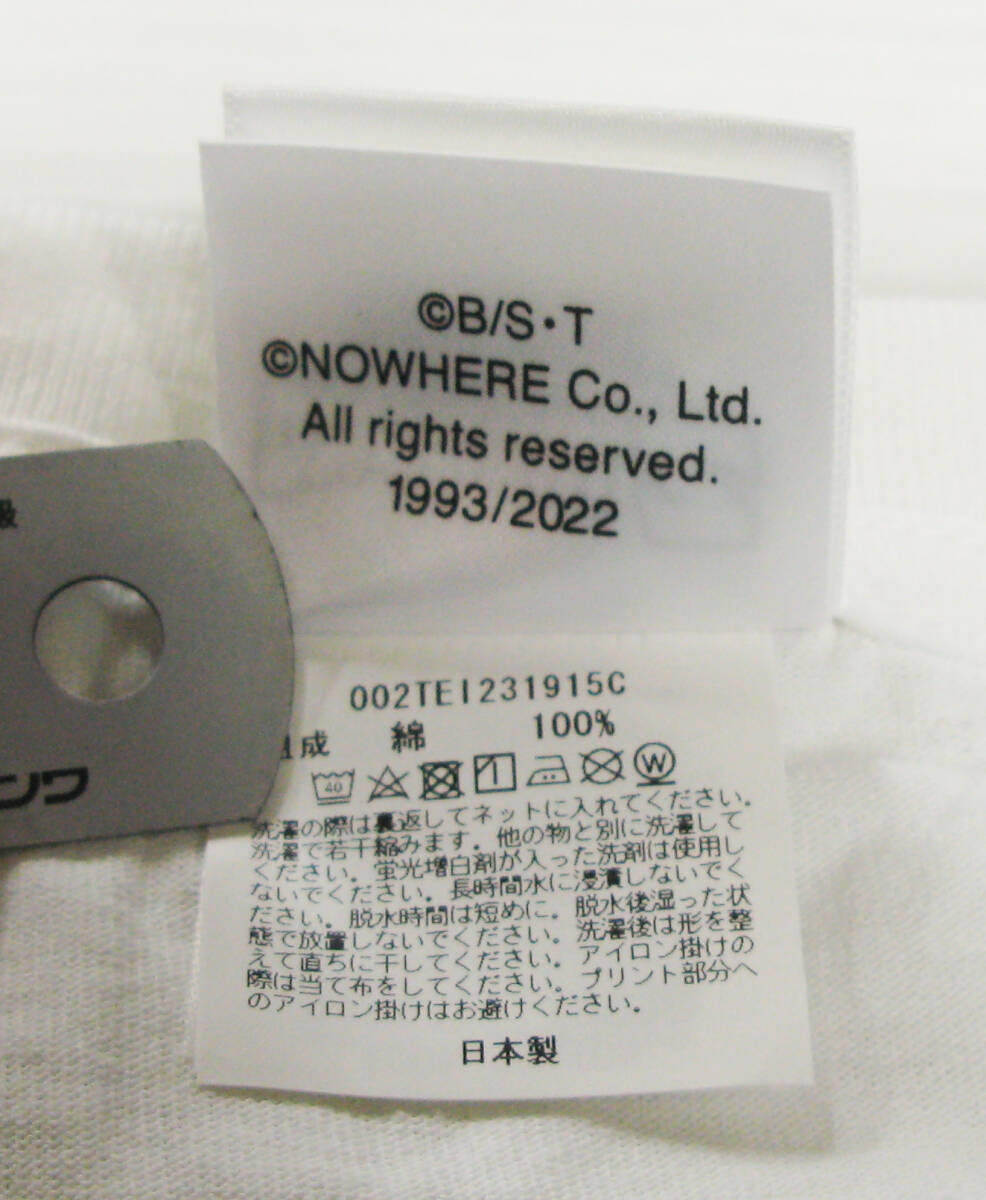 ©B/S・T
©NOWHERE Co., Ltd.
All rights reserved.
1993/2022
級
ンワ
002TEI231915C
組成 綿 100%
40 W
洗濯の際は裏返してネットに入れてください。
洗濯で若干縮みます。他の物と別に洗濯して
ください。蛍光増白剤が入った洗剤は使用し
ないでください。長時間水に浸漬しないでく
ださい。脱水時間は短めに。脱水後湿った状
態で放置しないでください。洗濯後は形を整
えて直ちに干してください。アイロン掛けの
際は当て布をしてください。プリント部分へ
のアイロン掛けはお避けください。
日本製